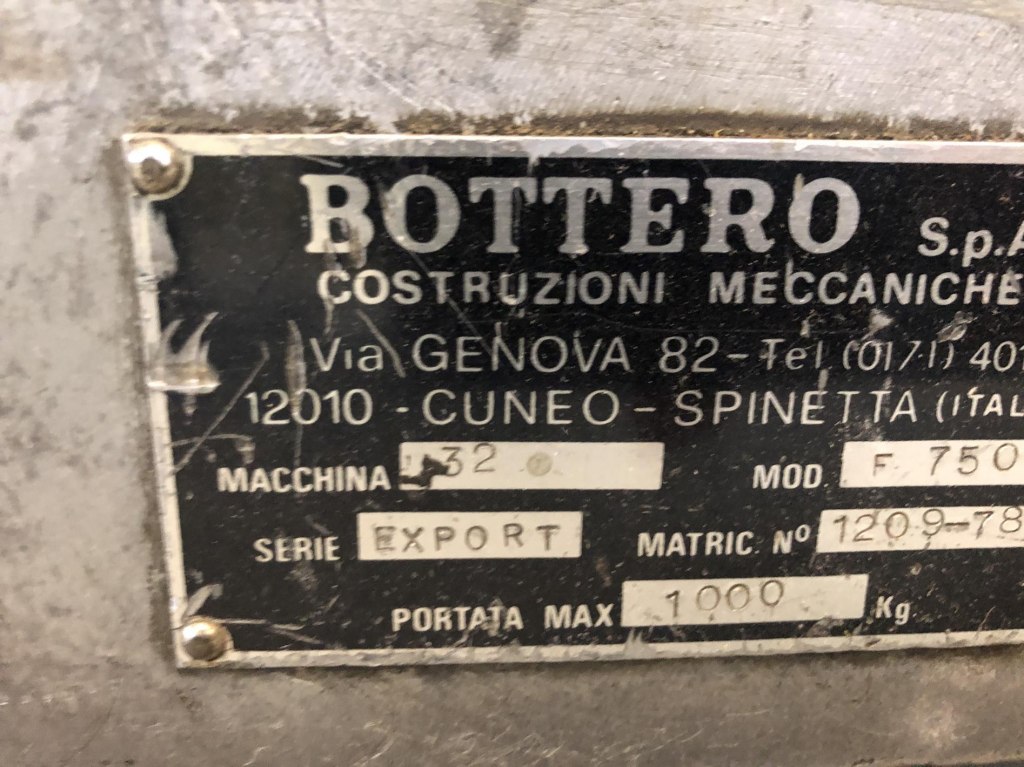 BOTTERO S.p.A
COSTRUZIONI MECCANICHE
Via GENOVA 82 - Tel (0171) 401
12010 - CUNEO - SPINETTA (ITAL
MACCHINA 32 MOD. F 750
SERIE EXPORT MATRIC. Nº 1209-78
PORTATA MAX 1000 Kg